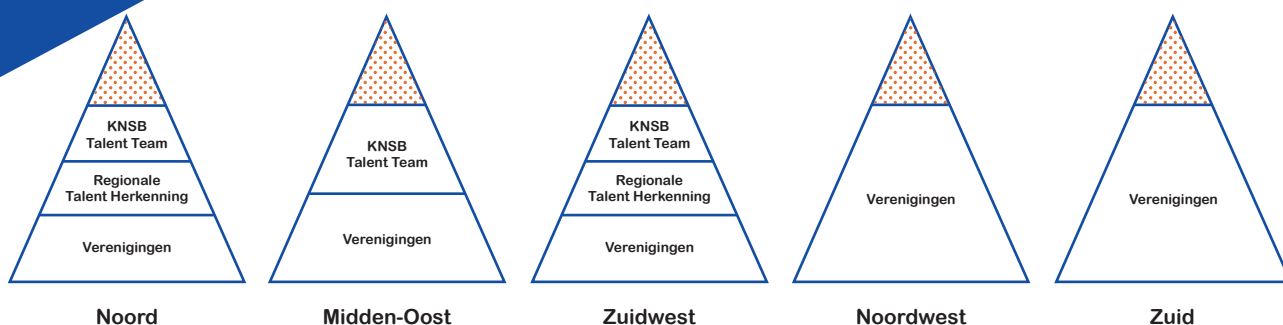 KNSB
Talent Team
Regionale
Talent Herkenning
Verenigingen
Noord
KNSB
Talent Team
Verenigingen
Midden-Oost
KNSB
Talent Team
Regionale
Talent Herkenning
Verenigingen
Zuidwest
Verenigingen
Noordwest
Verenigingen
Zuid